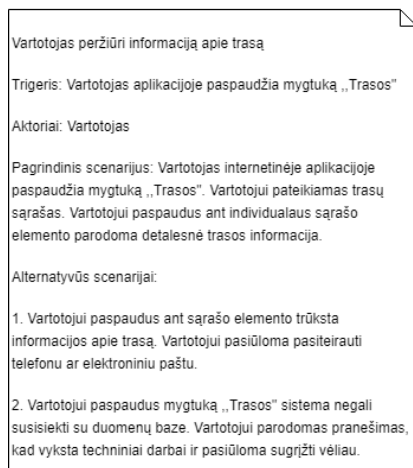 Vartotojas peržiūri informaciją apie trasą
Trigeris: Vartotojas aplikacijoje paspaudžia mygtuką ,,Trasos"
Aktoriai: Vartotojas
Pagrindinis scenarijus: Vartotojas internetinėje aplikacijoje
paspaudžia mygtuką ,,Trasos". Vartotojui pateikiamas trasų
sąrašas. Vartotojui paspaudus ant individualaus sąrašo
elemento parodoma detalesnė trasos informacija.
Alternatyvūs scenarijai:
1. Vartotojui paspaudus ant sąrašo elemento trūksta
informacijos apie trasą. Vartotojui pasiūloma pasiteirauti
telefonu ar elektroniniu paštu.
2. Vartotojui paspaudus mygtuką ,,Trasos" sistema negali
susisiekti su duomenų baze. Vartotojui parodomas pranešimas,
kad vyksta techniniai darbai ir pasiūloma sugrįžti vėliau.